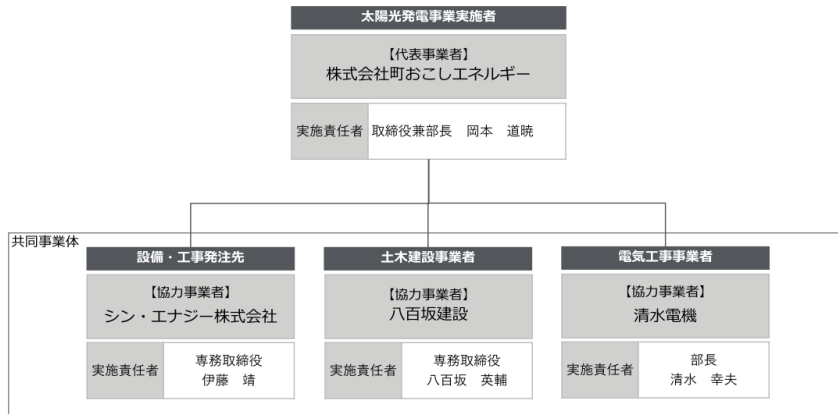 太陽光発電事業実施者
【代表事業者】
株式会社町おこしエネルギー
実施責任者 取締役兼部長 岡本 道暁
共同事業体
設備・工事発注先
【協力事業者】
シン・エナジー株式会社
実施責任者
専務取締役
伊藤 靖
土木建設事業者
【協力事業者】
八百坂建設
実施責任者
専務取締役
八百坂 英輔
電気工事事業者
【協力事業者】
清水電機
実施責任者
部長
清水 幸夫